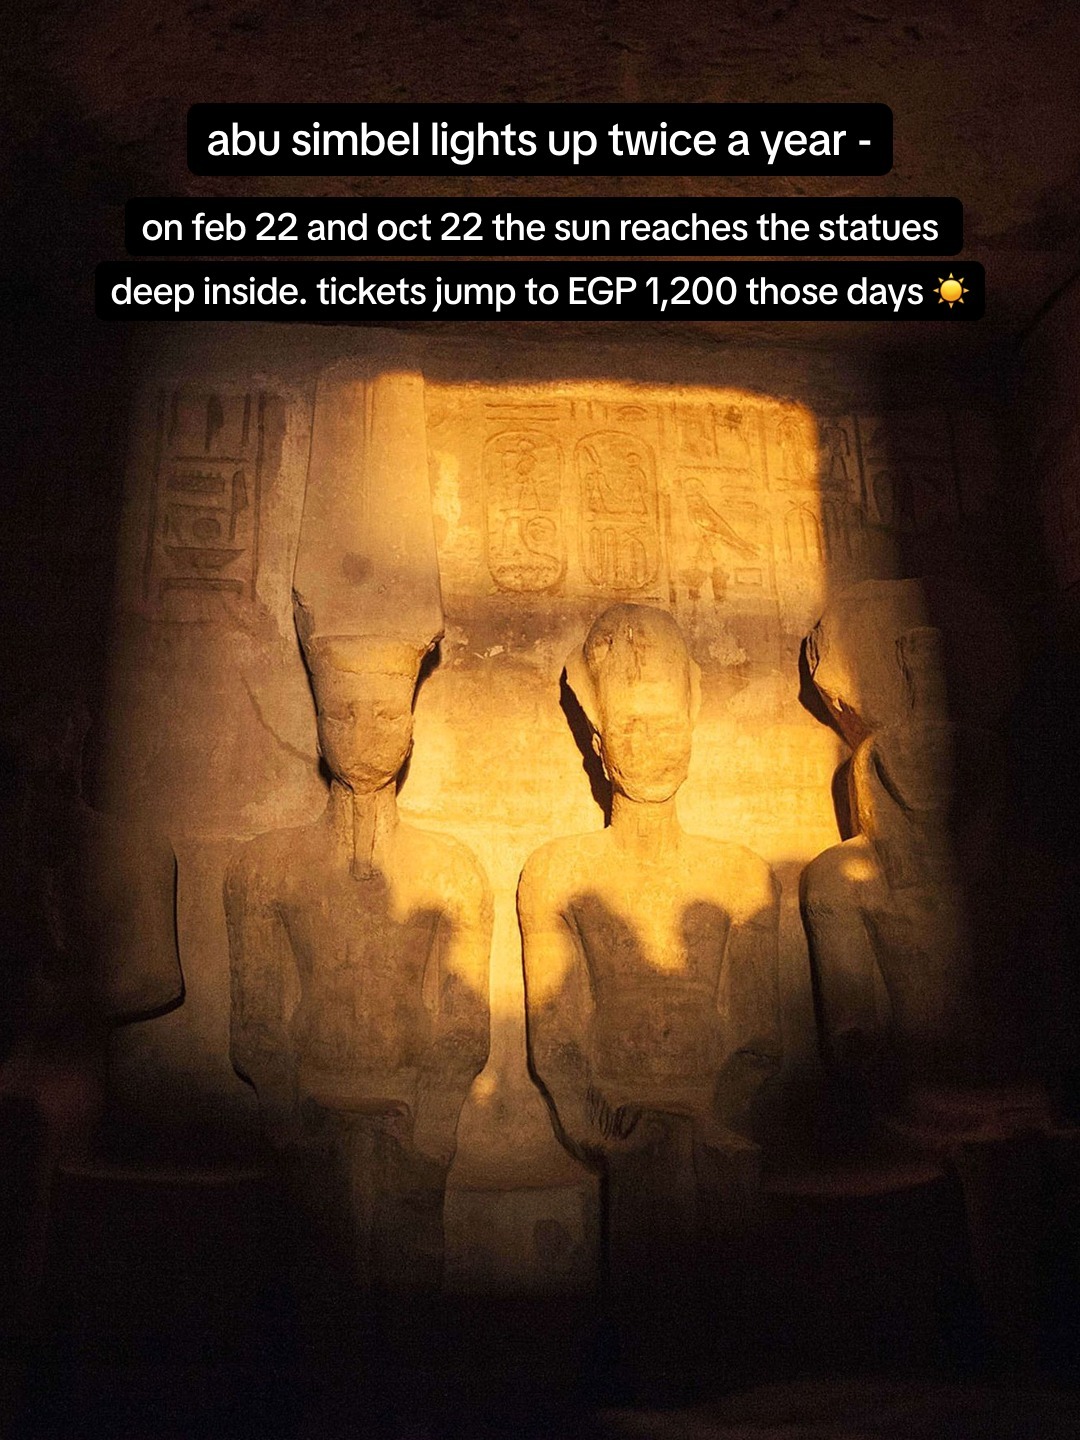 abu simbel lights up twice a year -
on feb 22 and oct 22 the sun reaches the statues
deep inside. tickets jump to EGP 1,200 those days ☀️